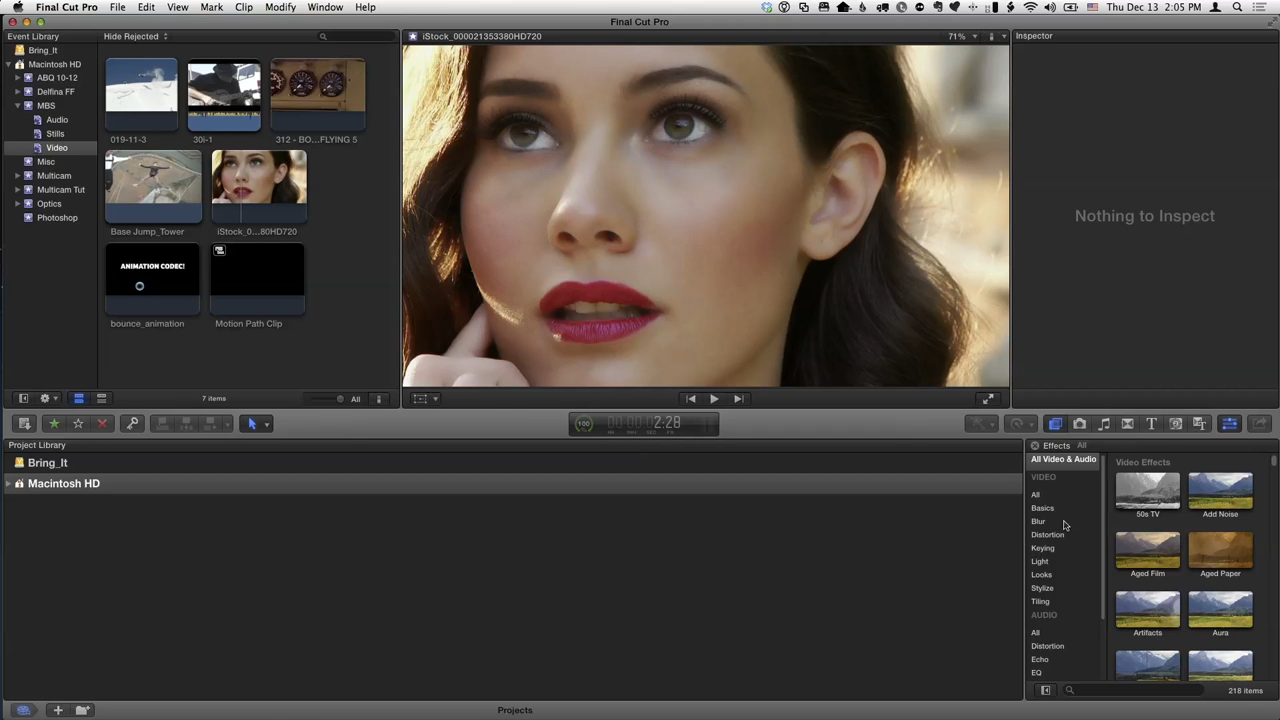 Final Cut Pro File Edit View Mark Clip Modify Window Help
Thu Dec 13 2:05 PM
Final Cut Pro
Event Library
Hide Rejected
iStock_000021353380HD720
71%
Inspector
Bring_It
Macintosh HD
ABQ 10-12
Delfina FF
MBS
Audio
Stills
Video
Misc
Multicam
Multicam Tut
Optics
Photoshop
019-11-3
30i-1
312 - BO...FLYING 5
Base Jump_Tower
iStock_0...80HD720
ANIMATION CODEC!
bounce_animation
Motion Path Clip
Nothing to Inspect
7 items
All
100
00:00:02:28
Project Library
Bring_It
Macintosh HD
Effects All
All Video & Audio
VIDEO
All
Basics
Blur
Distortion
Keying
Light
Looks
Stylize
Tiling
AUDIO
All
Distortion
Echo
EQ
Video Effects
50s TV
Add Noise
Aged Film
Aged Paper
Artifacts
Aura
218 items
Projects